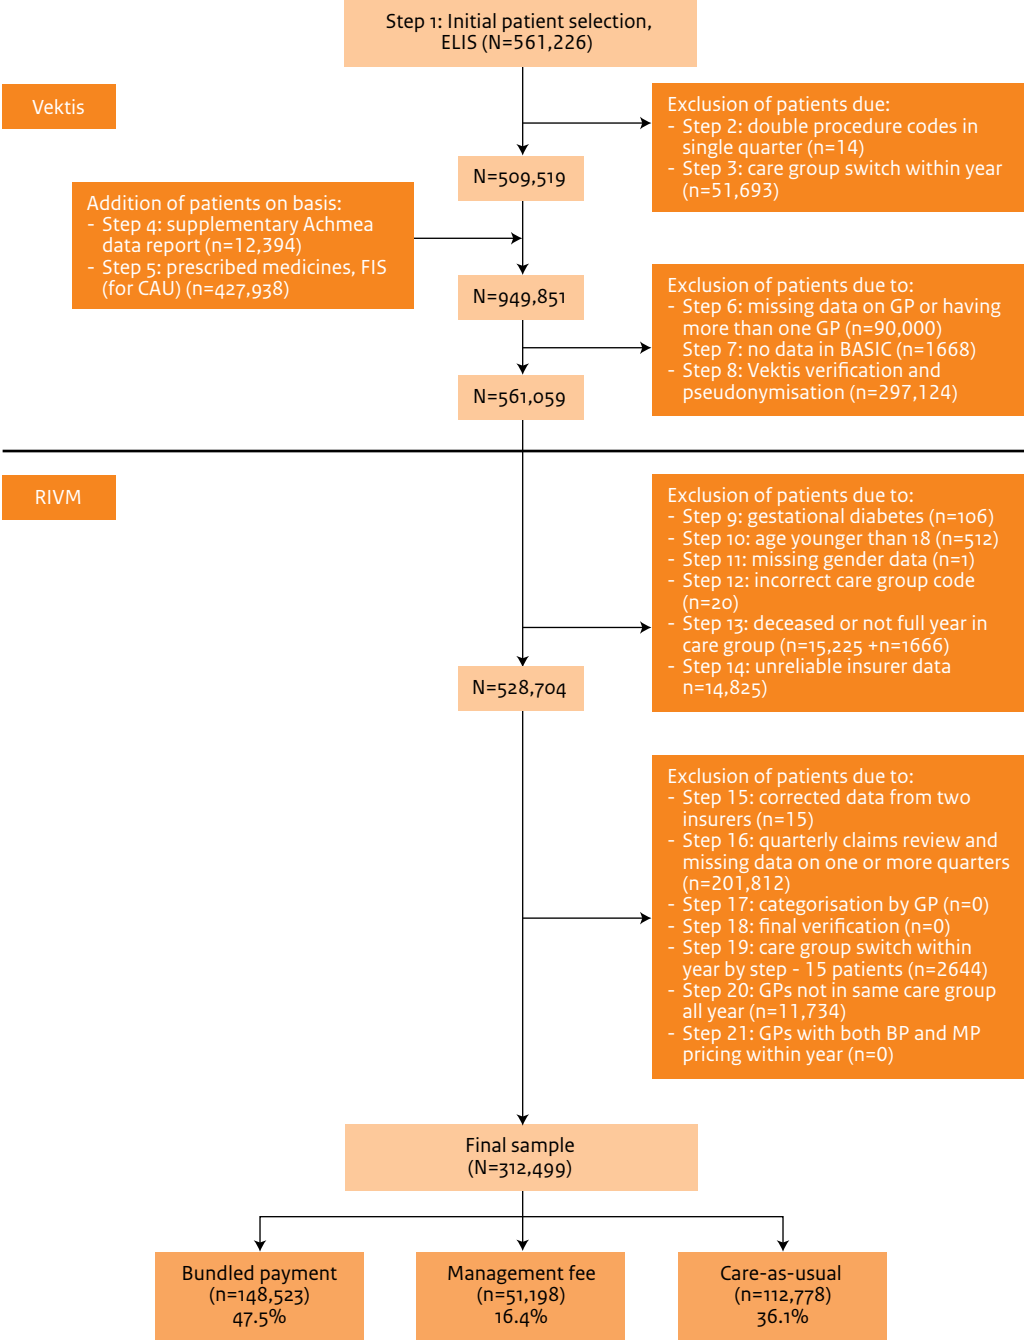 Step 1: Initial patient selection,
ELIS (N=561,226)
Vektis
Exclusion of patients due:
- Step 2: double procedure codes in
single quarter (n=14)
- Step 3: care group switch within year
(n=51,693)
N=509,519
Addition of patients on basis:
- Step 4: supplementary Achmea
data report (n=12,394)
- Step 5: prescribed medicines, FIS
(for CAU) (n=427,938)
N=949,851
Exclusion of patients due to:
- Step 6: missing data on GP or having
more than one GP (n=90,000)
Step 7: no data in BASIC (n=1668)
- Step 8: Vektis verification and
pseudonymisation (n=297,124)
N=561,059
RIVM
Exclusion of patients due to:
- Step 9: gestational diabetes (n=106)
- Step 10: age younger than 18 (n=512)
- Step 11: missing gender data (n=1)
- Step 12: incorrect care group code
(n=20)
- Step 13: deceased or not full year in
care group (n=15,225 +n=1666)
- Step 14: unreliable insurer data
n=14,825)
N=528,704
Exclusion of patients due to:
- Step 15: corrected data from two
insurers (n=15)
- Step 16: quarterly claims review and
missing data on one or more quarters
(n=201,812)
- Step 17: categorisation by GP (n=0)
- Step 18: final verification (n=0)
- Step 19: care group switch within
year by step - 15 patients (n=2644)
- Step 20: GPs not in same care group
all year (n=11,734)
- Step 21: GPs with both BP and MP
pricing within year (n=0)
Final sample
(N=312,499)
Bundled payment
(n=148,523)
47.5%
Management fee
(n=51,198)
16.4%
Care-as-usual
(n=112,778)
36.1%